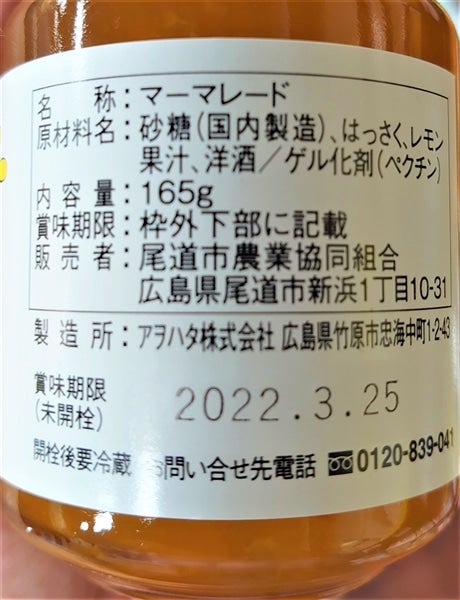 名称:マーマレード
原材料名:砂糖(国内製造)、はっさく、レモン
果汁、洋酒/ゲル化剤(ペクチン)
内容量:165g
賞味期限:枠外下部に記載
販売者:尾道市農業協同組合
広島県尾道市新浜1丁目10-31
製造所:アヲハタ株式会社 広島県竹原市忠海中町1-2-43
賞味期限
(未開栓)
2022.3.25
開栓後要冷蔵 お問い合せ先電話 0120-839-041